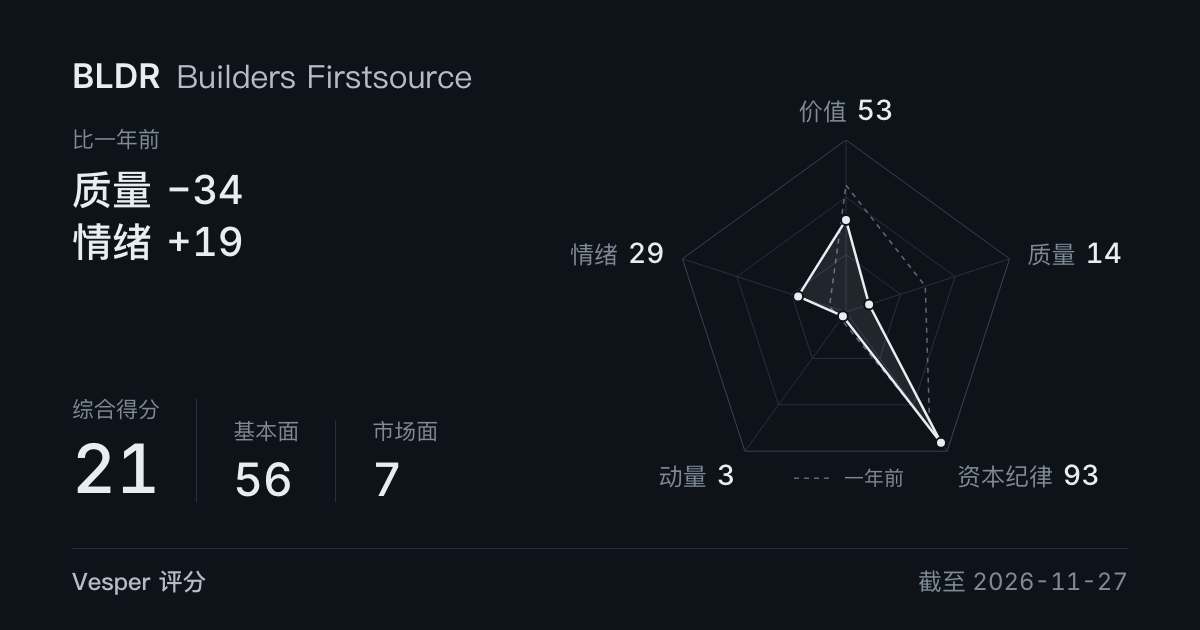 BLDR Builders Firstsource
比一年前
质量 −34
情绪 +19
综合得分
21
基本面
56
市场面
7
价值 53
情绪 29
质量 14
动量 3
一年前
资本纪律 93
Vesper 评分
截至 2026-11-27